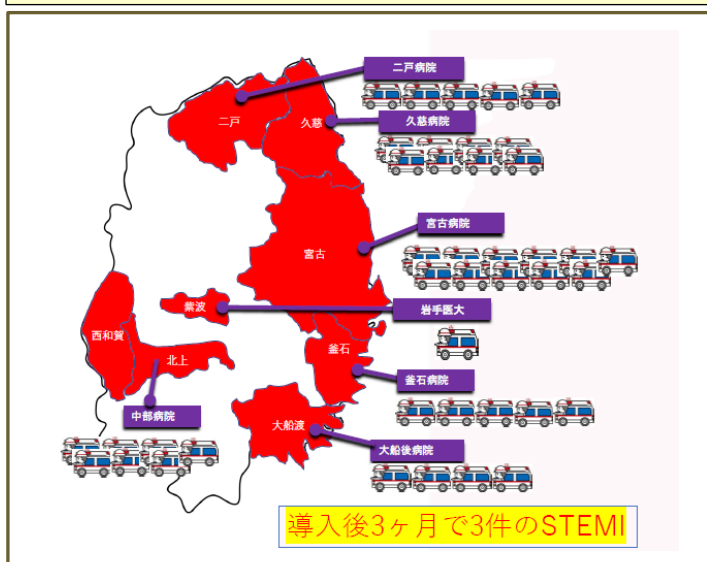 二戸病院
久慈病院
二戸
久慈
宮古病院
宮古
岩手医大
紫波
西和賀
北上
釜石
釜石病院
中部病院
大船渡
大船後病院
導入後3ヶ月で3件のSTEMI